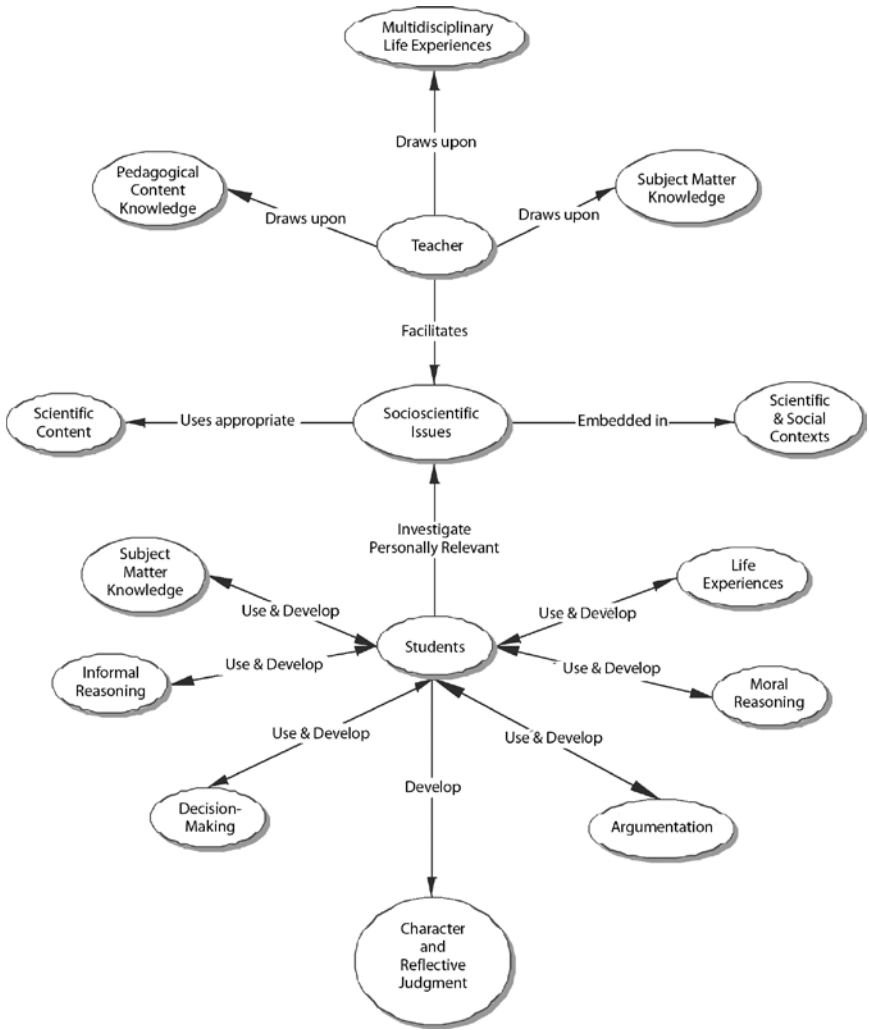 Multidisciplinary
Life Experiences
Draws upon
Pedagogical
Content
Knowledge
Subject Matter
Knowledge
Draws upon
Draws upon
Teacher
Facilitates
Scientific
Content
Uses appropriate
Socioscientific
Issues
Embedded in
Scientific
& Social
Contexts
Investigate
Personally Relevant
Subject
Matter
Knowledge
Life
Experiences
Use & Develop
Use & Develop
Students
Informal
Reasoning
Use & Develop
Use & Develop
Moral
Reasoning
Use & Develop
Use & Develop
Decision-
Making
Develop
Argumentation
Character
and
Reflective
Judgment